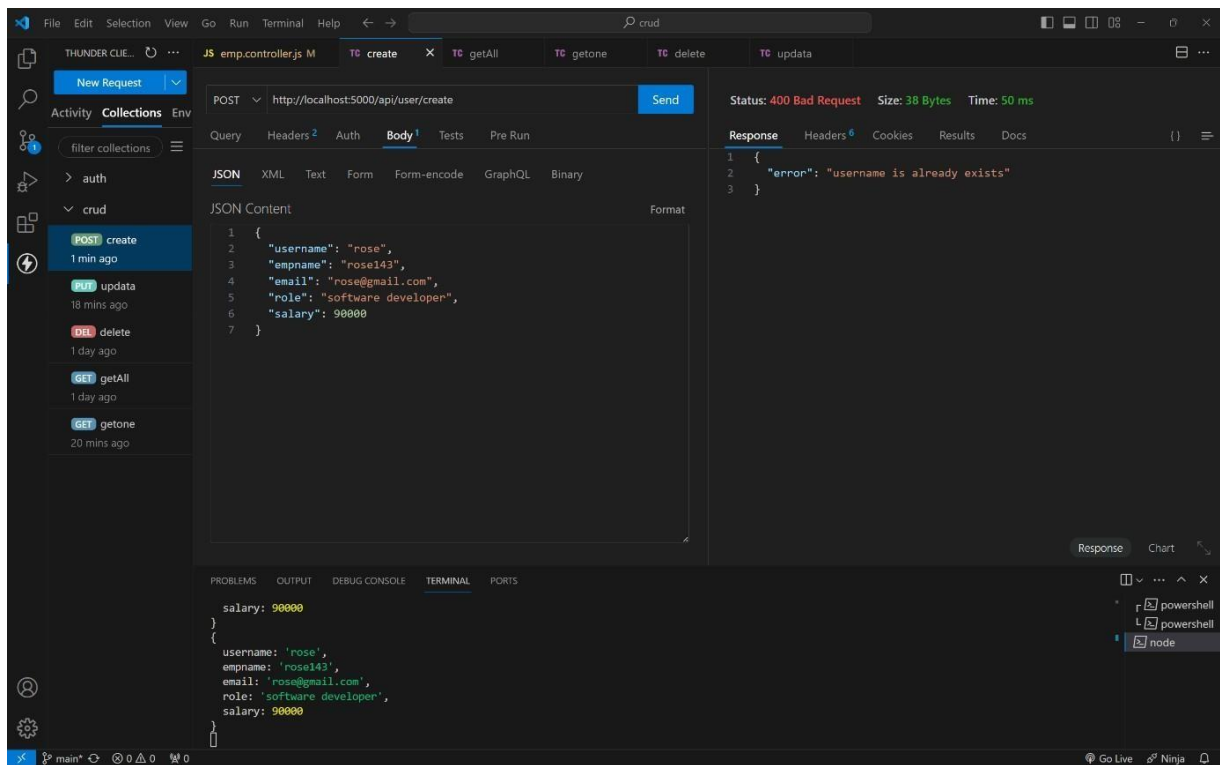 File Edit Selection View Go Run Terminal Help ← → crud
THUNDER CLIE... ...
JS emp.controller.js M TC create × TC getAll TC getone TC delete TC updata
New Request
Activity Collections Env
filter collections
> auth
crud
POST create
1 min ago
PUT updata
18 mins ago
DEL delete
1 day ago
GET getAll
1 day ago
GET getone
20 mins ago
POST http://localhost:5000/api/user/create Send
Query Headers 2 Auth Body 1 Tests Pre Run
JSON XML Text Form Form-encode GraphQL Binary
JSON Content Format
1 {
2 "username": "rose",
3 "empname": "rose143",
4 "email": "rose@gmail.com",
5 "role": "software developer",
6 "salary": 90000
7 }
Status: 400 Bad Request Size: 38 Bytes Time: 50 ms
Response Headers 6 Cookies Results Docs {}
1 {
2 "error": "username is already exists"
3 }
Response Chart
PROBLEMS OUTPUT DEBUG CONSOLE TERMINAL PORTS
salary: 90000
}
{
username: 'rose',
empname: 'rose143',
email: 'rose@gmail.com',
role: 'software developer',
salary: 90000
}
powershell
powershell
node
main* 0 0 0 Go Live Ninja